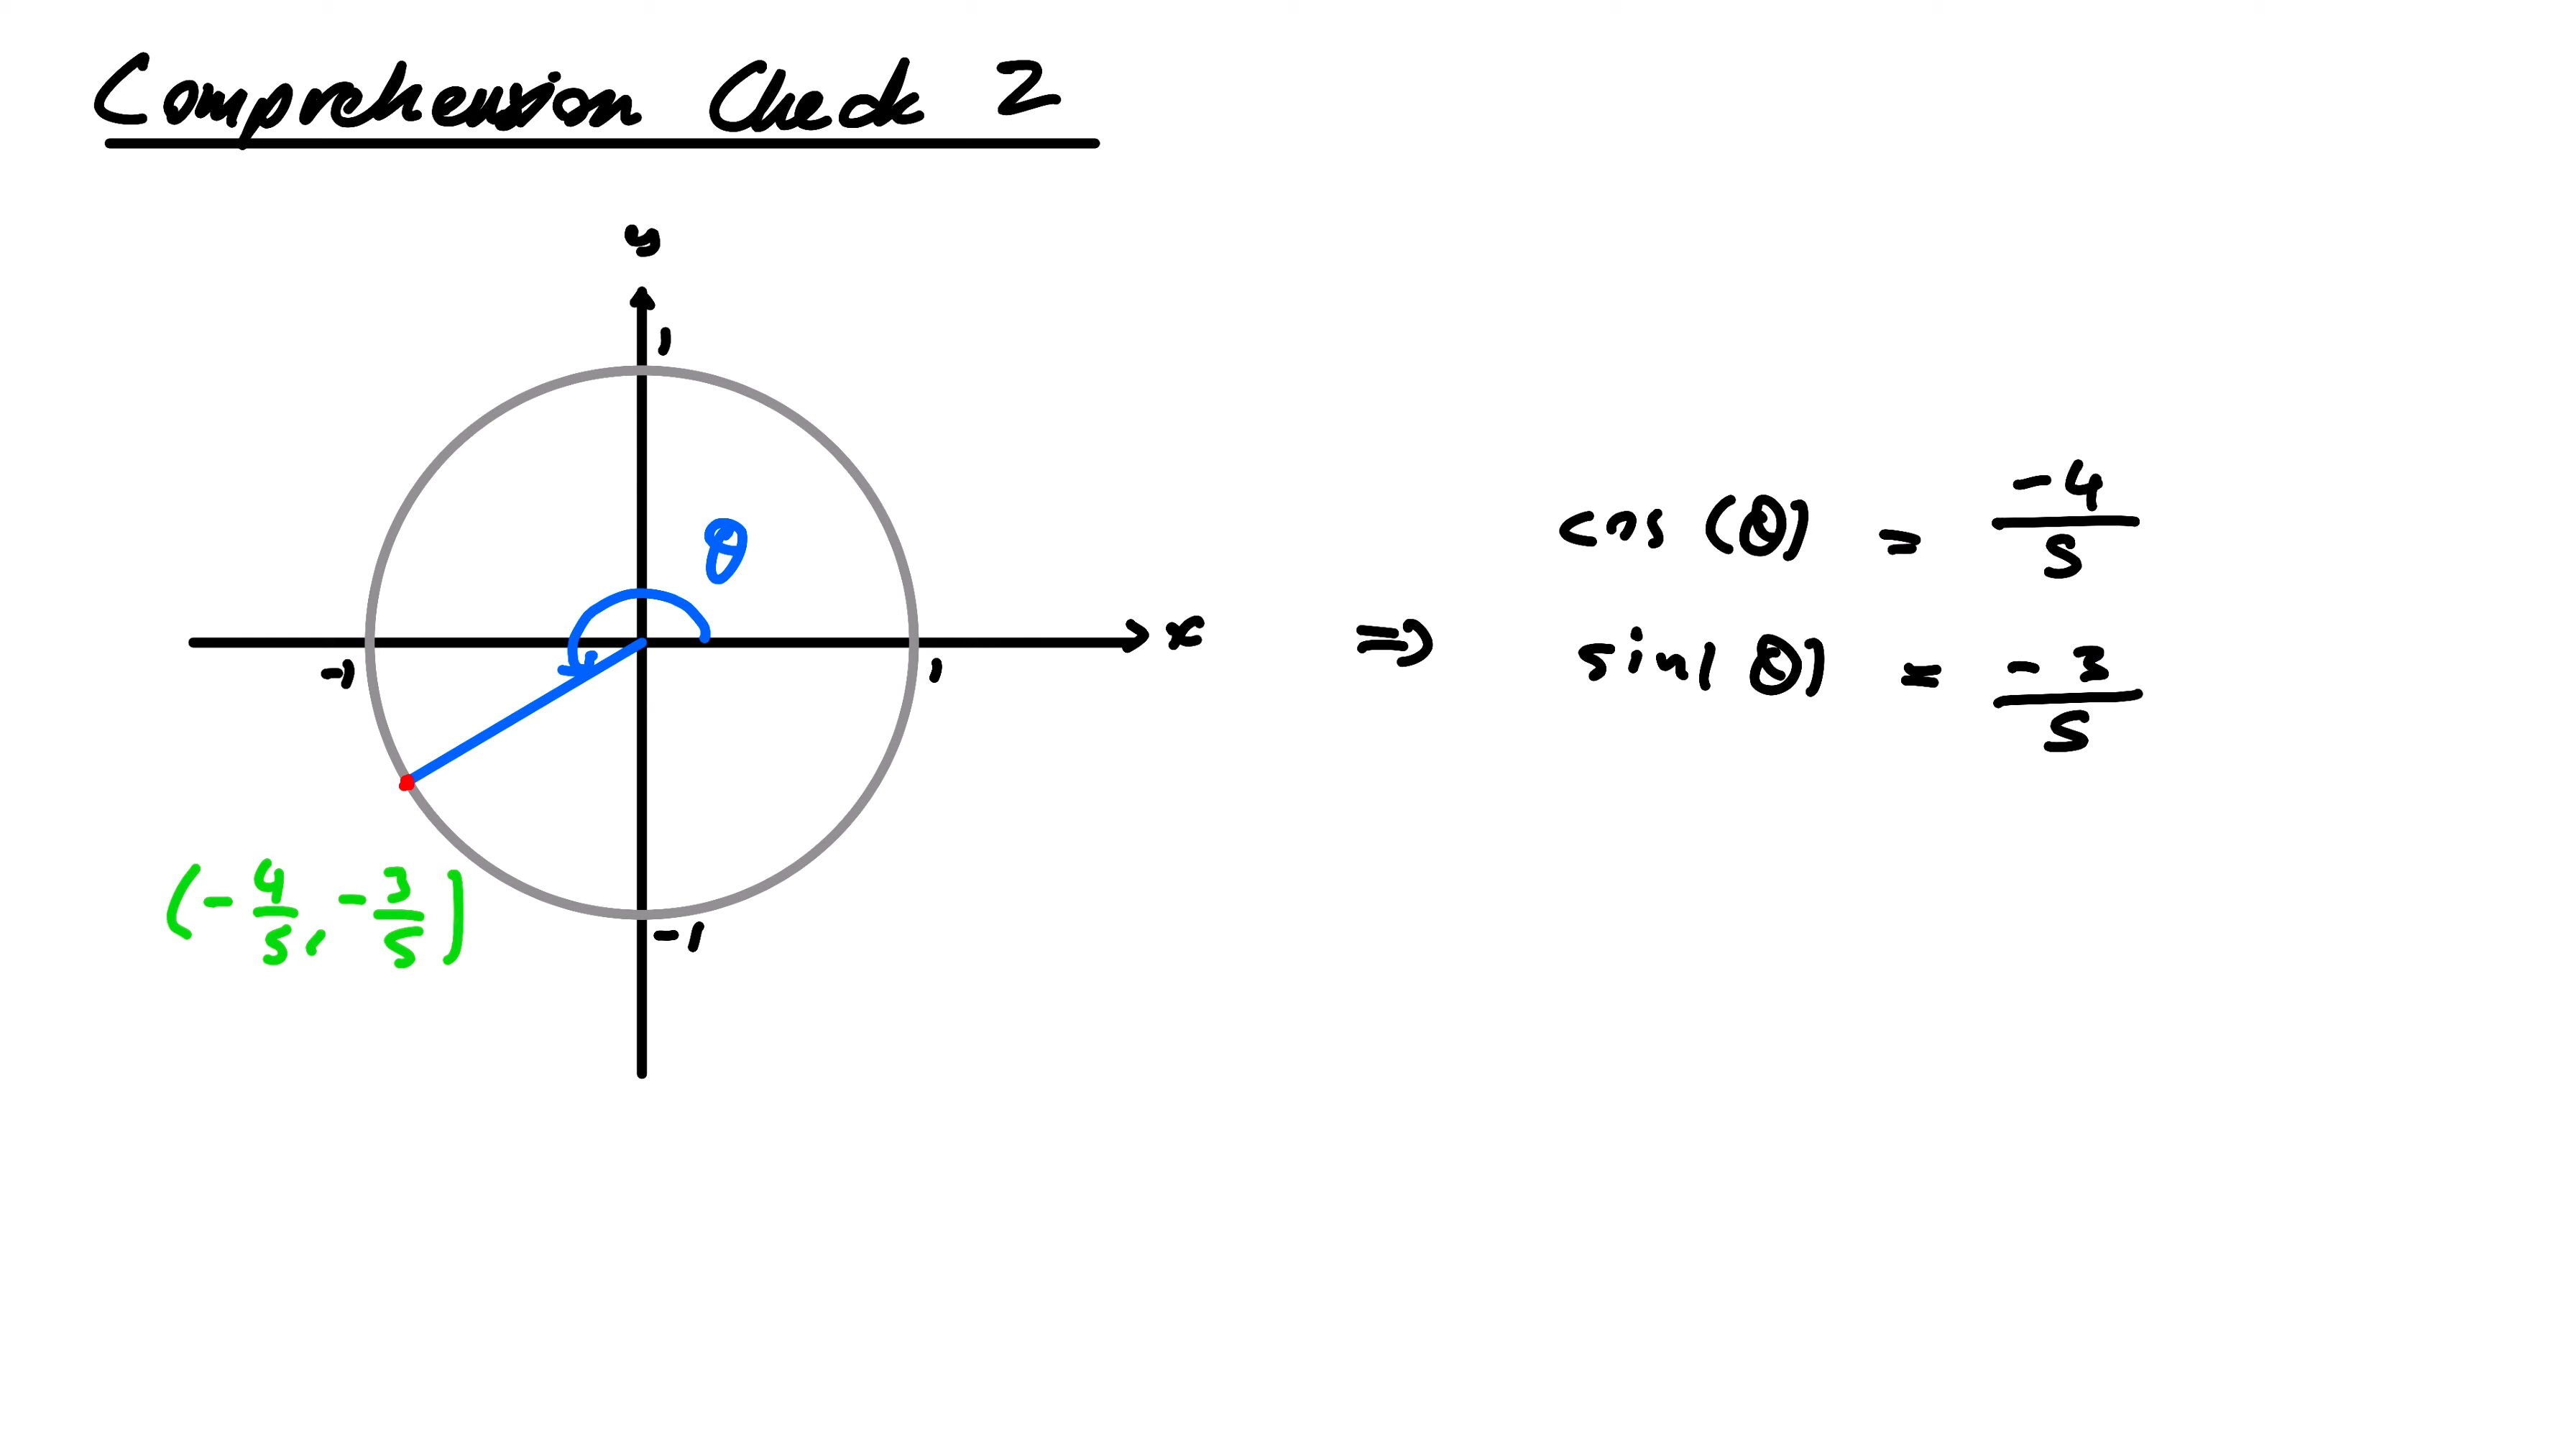 Comprehension Check 2
y
1
θ
x
-1
1
(-4/5, -3/5)
-1
⇒
cos(θ) = -4/5
sin(θ) = -3/5